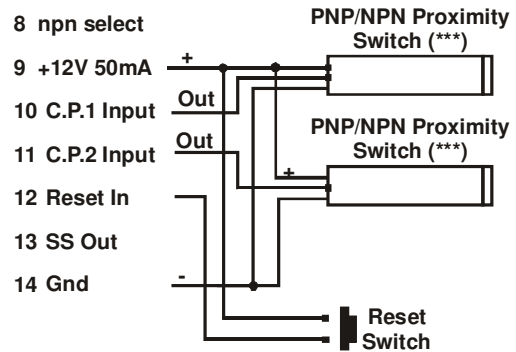 8 npn select
9 +12V 50mA
10 C.P.1 Input
11 C.P.2 Input
12 Reset In
13 SS Out
14 Gnd
+
Out
Out
+
-
PNP/NPN Proximity
Switch (***)
PNP/NPN Proximity
Switch (***)
Reset
Switch